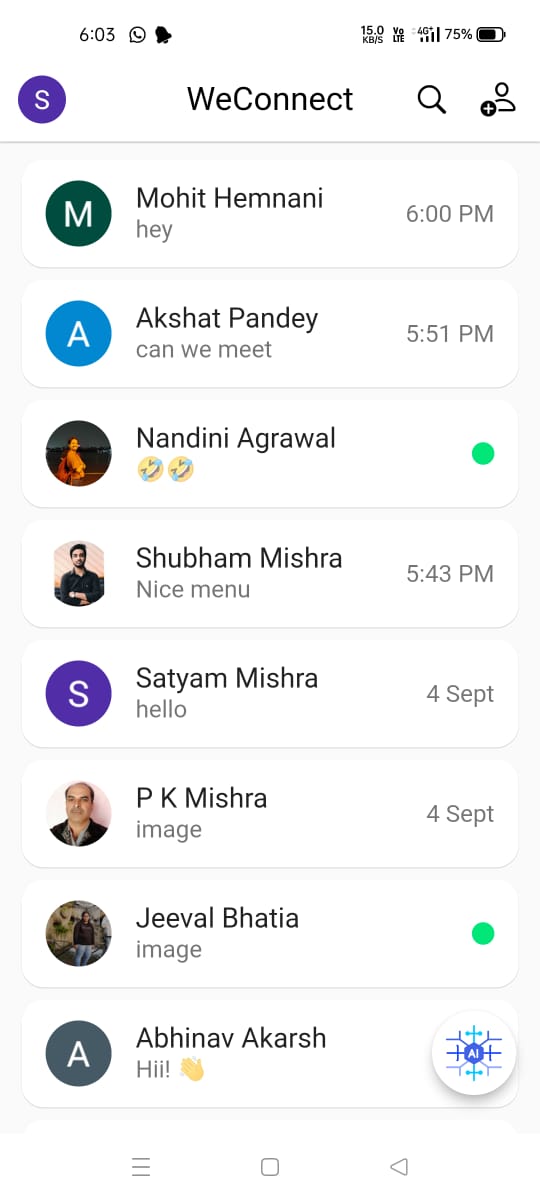 6:03
15.0 KB/S Vo LTE 4G+ 75%
S
WeConnect
M
Mohit Hemnani
hey
6:00 PM
A
Akshat Pandey
can we meet
5:51 PM
Nandini Agrawal
🤣🤣
Shubham Mishra
Nice menu
5:43 PM
S
Satyam Mishra
hello
4 Sept
P K Mishra
image
4 Sept
Jeeval Bhatia
image
A
Abhinav Akarsh
Hii! 👋
AI